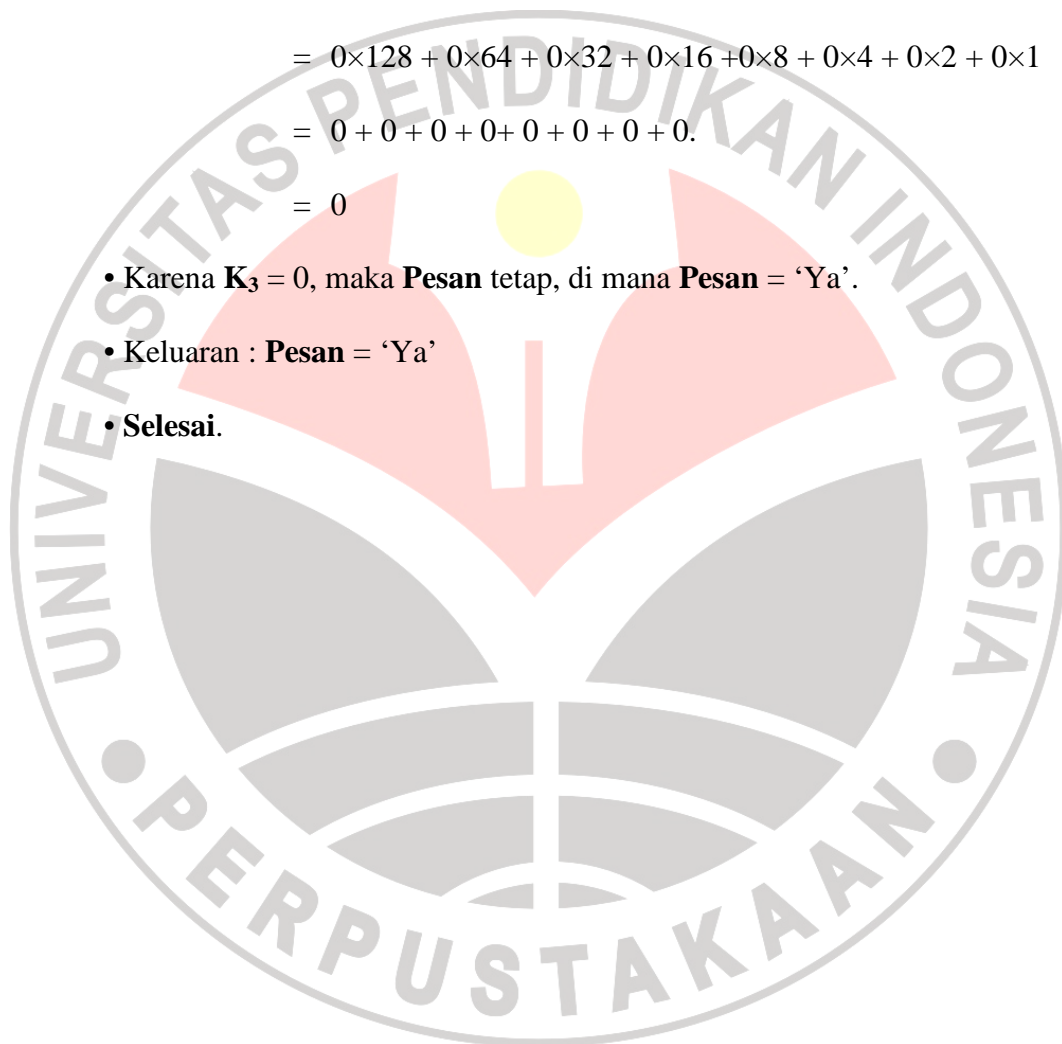 = 0×128 + 0×64 + 0×32 + 0×16 +0×8 + 0×4 + 0×2 + 0×1
= 0 + 0 + 0 + 0+ 0 + 0 + 0 + 0.
= 0
• Karena K₃ = 0, maka Pesan tetap, di mana Pesan = ‘Ya’.
• Keluaran : Pesan = ‘Ya’
• Selesai.
UNIVERSITAS PENDIDIKAN INDONESIA
PERPUSTAKAAN